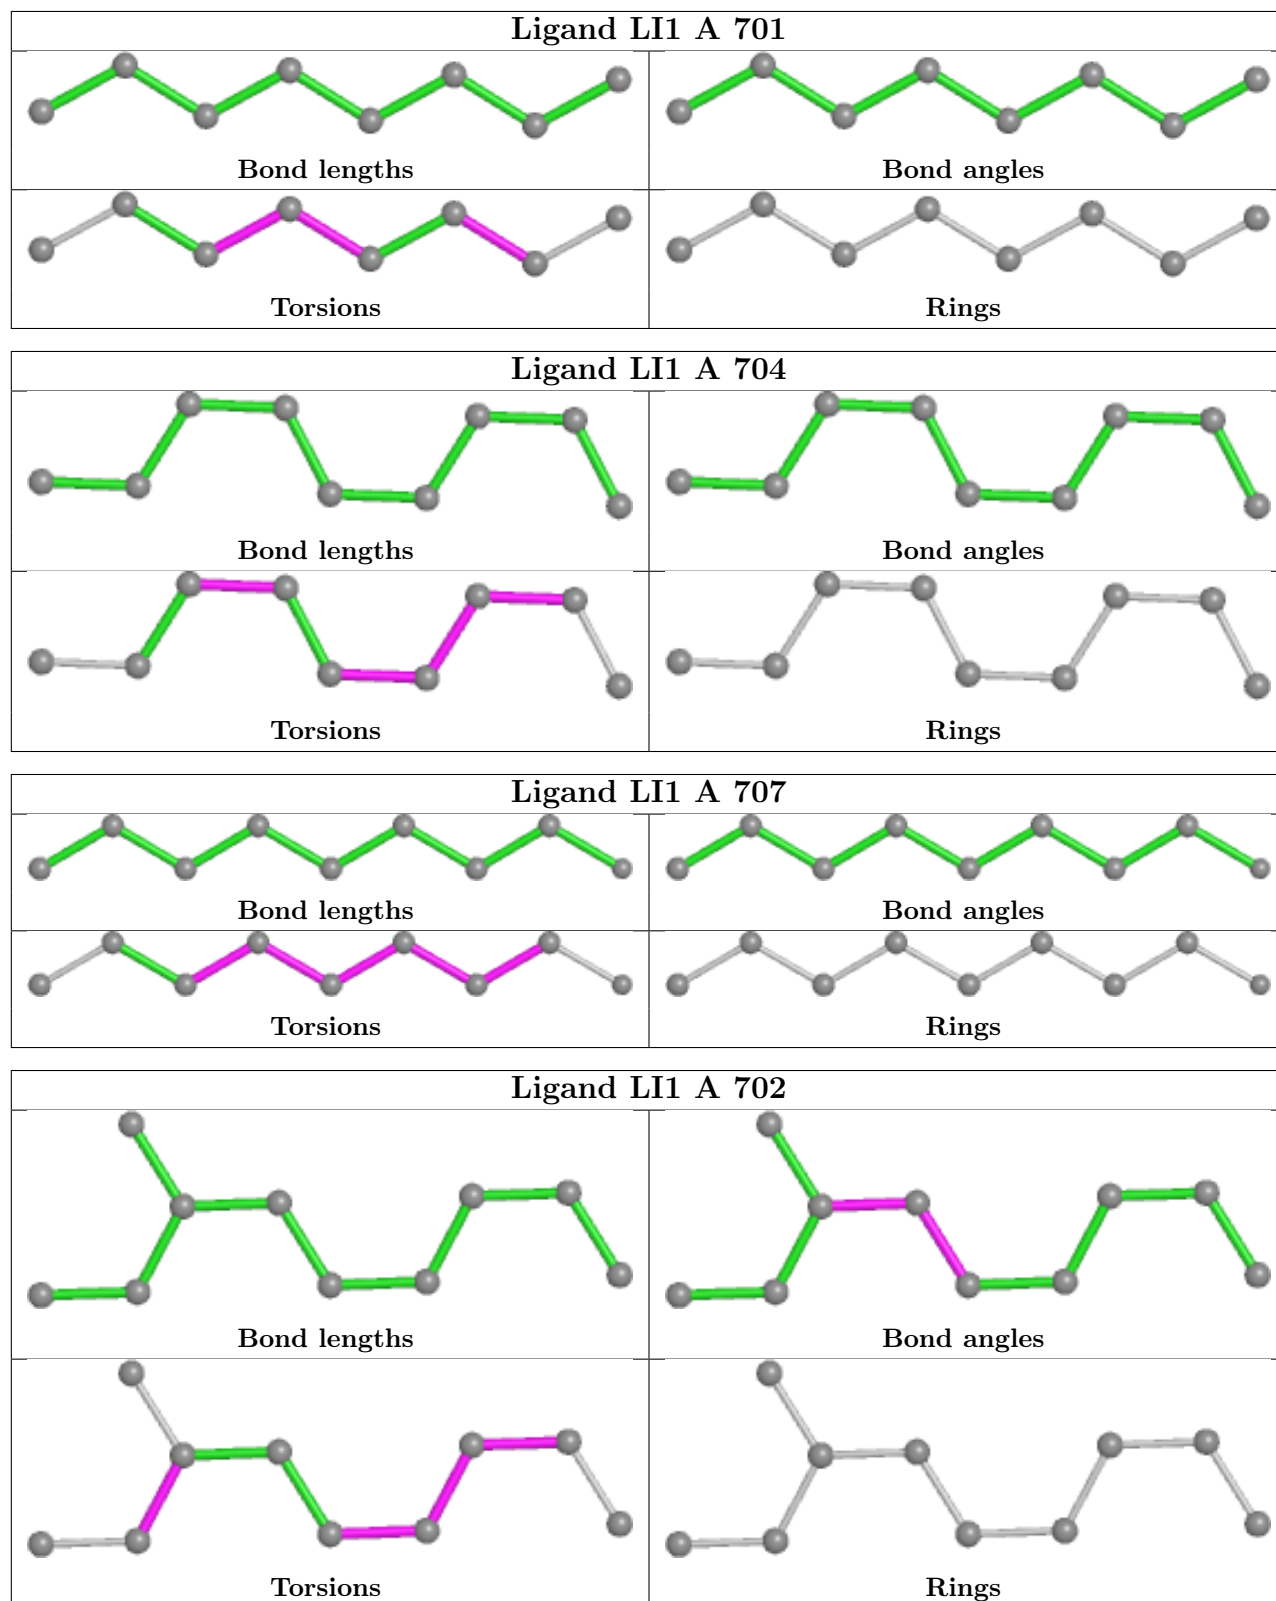 Ligand LI1 A 701
Bond lengths
Bond angles
Torsions
Rings
Ligand LI1 A 704
Bond lengths
Bond angles
Torsions
Rings
Ligand LI1 A 707
Bond lengths
Bond angles
Torsions
Rings
Ligand LI1 A 702
Bond lengths
Bond angles
Torsions
Rings